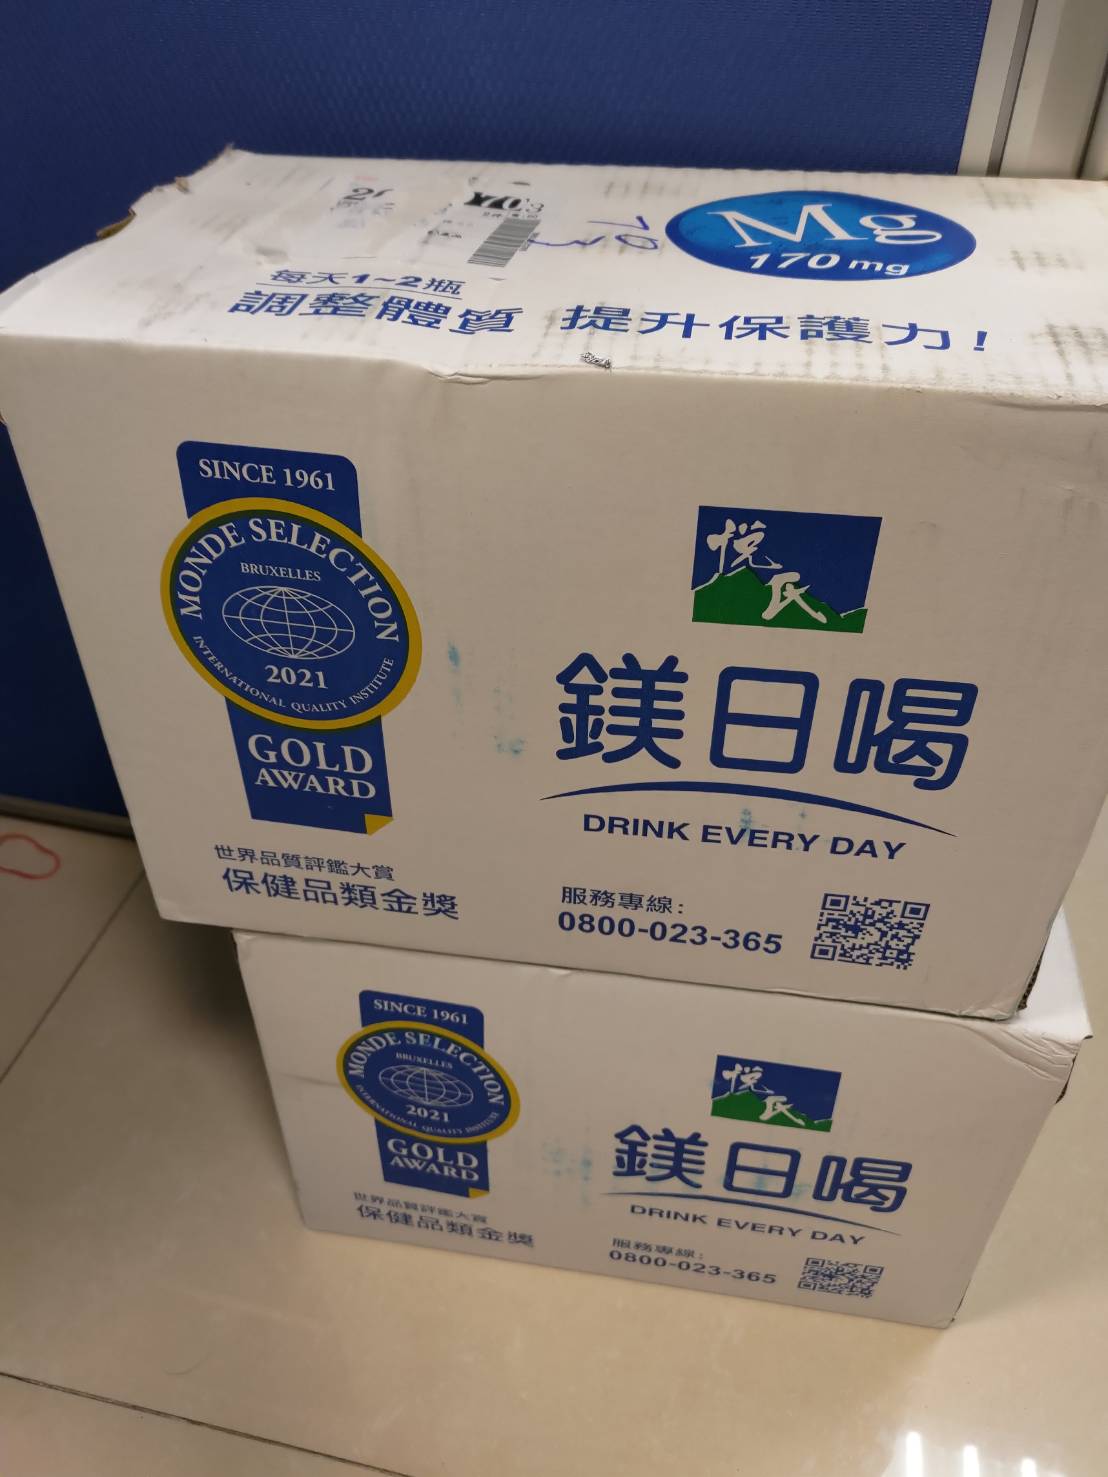 Mg
170 mg
每天1~2瓶
調整體質 提升保護力!
SINCE 1961
MONDE SELECTION
BRUXELLES
2021
INTERNATIONAL QUALITY INSTITUTE
GOLD
AWARD
世界品質評鑑大賞
保健品類金獎
悅氏
鎂日喝
DRINK EVERY DAY
服務專線:
0800-023-365
SINCE 1961
MONDE SELECTION
BRUXELLES
2021
INTERNATIONAL QUALITY INSTITUTE
GOLD
AWARD
世界品質評鑑大賞
保健品類金獎
悅氏
鎂日喝
DRINK EVERY DAY
服務專線:
0800-023-365